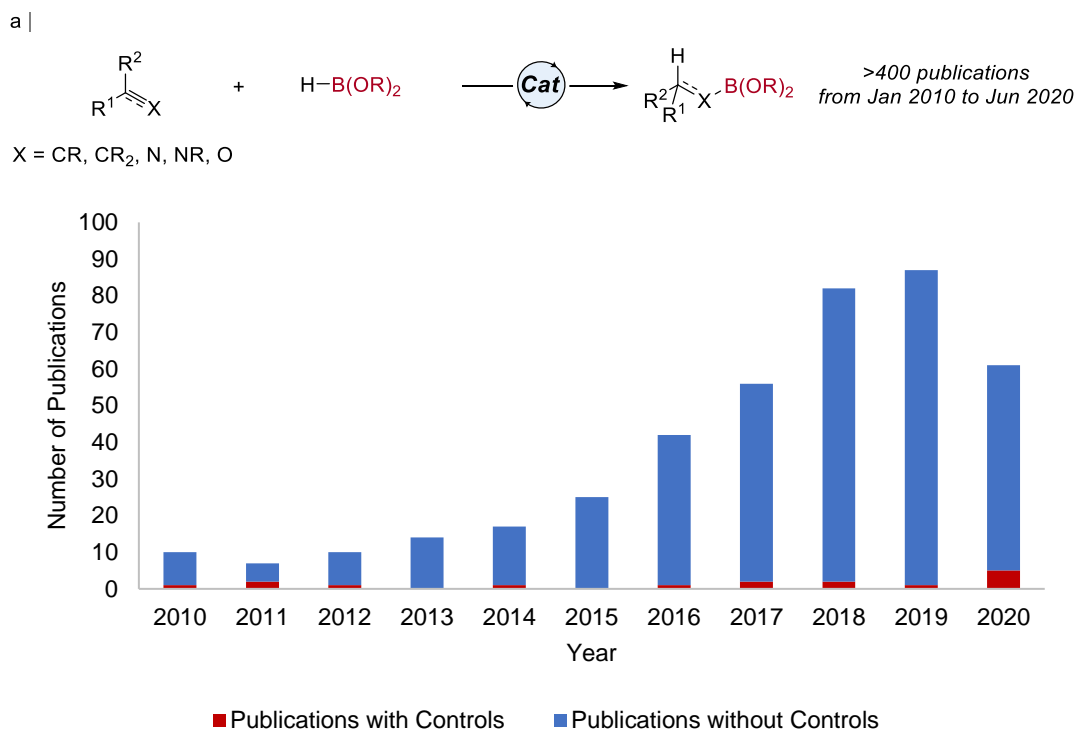 a |
R²
R¹
X
+
H–B(OR)₂
Cat
H
R²
R¹
X
B(OR)₂
>400 publications
from Jan 2010 to Jun 2020
X = CR, CR₂, N, NR, O
Number of Publications
100
90
80
70
60
50
40
30
20
10
0
2010 2011 2012 2013 2014 2015 2016 2017 2018 2019 2020
Year
Publications with Controls Publications without Controls